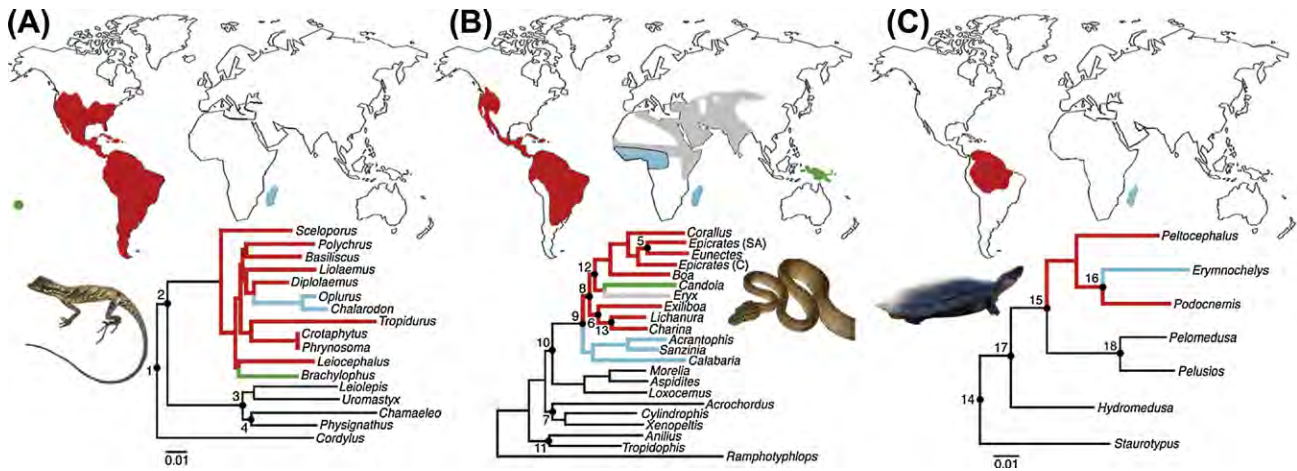 (A)
(B)
(C)
Sceloporus
Polychrus
Basiliscus
Liolaemus
Diplolaemus
Oplurus
Chalarodon
Tropidurus
Crotaphytus
Phrynosoma
Leiocephalus
Brachylophus
Leiolepis
Uromastyx
Chamaeleo
Physignathus
Cordylus
1
2
3
4
0.01
Corallus
Epicrates (SA)
Eunectes
Epicrates (C)
Boa
Candola
Eryx
Exiliboa
Lichanura
Charina
Acrantophis
Sanzinia
Calabaria
Morelia
Aspidites
Loxocemus
Acrochordus
Cylindrophis
Xenopeltis
Anilius
Tropidophis
Ramphotyphlops
5
12
8
9
6
13
10
7
11
0.01
Peltocephalus
Erymnochelys
Podocnemis
Pelomedusa
Pelusios
Hydromedusa
Staurotypus
16
15
17
18
14
0.01